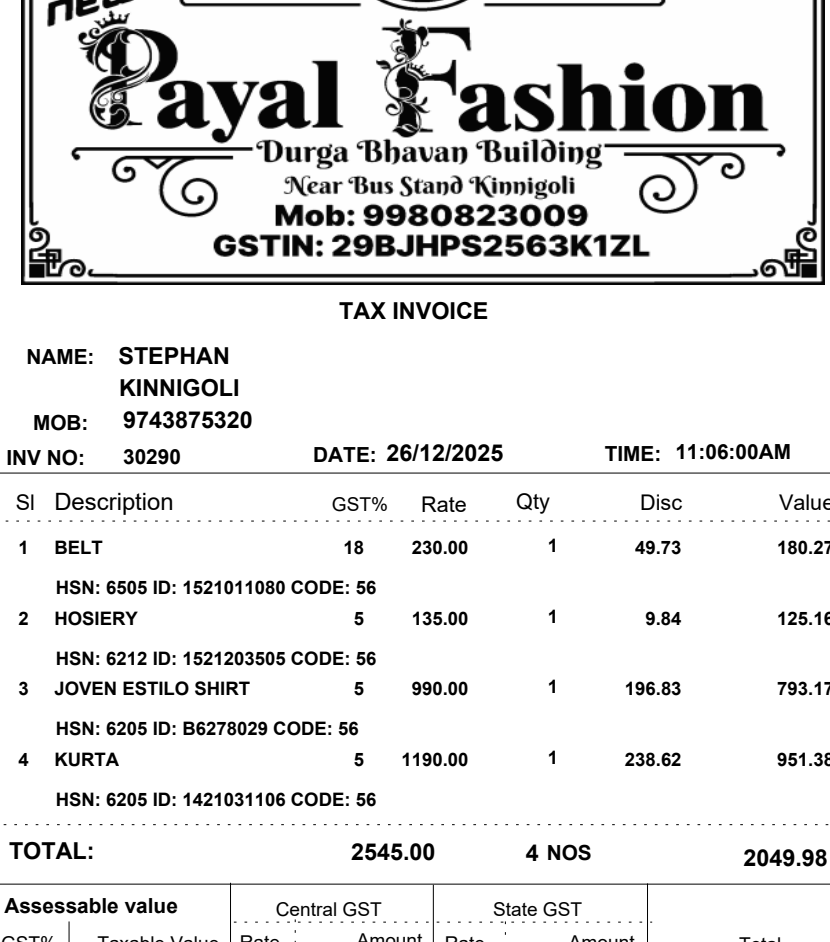 new
Payal Fashion
Durga Bhavan Building
Near Bus Stand Kinnigoli
Mob: 9980823009
GSTIN: 29BJHPS2563K1ZL
TAX INVOICE
NAME: STEPHAN
KINNIGOLI
MOB: 9743875320
INV NO: 30290 DATE: 26/12/2025 TIME: 11:06:00AM
Sl Description GST% Rate Qty Disc Value
1 BELT 18 230.00 1 49.73 180.27
HSN: 6505 ID: 1521011080 CODE: 56
2 HOSIERY 5 135.00 1 9.84 125.16
HSN: 6212 ID: 1521203505 CODE: 56
3 JOVEN ESTILO SHIRT 5 990.00 1 196.83 793.17
HSN: 6205 ID: B6278029 CODE: 56
4 KURTA 5 1190.00 1 238.62 951.38
HSN: 6205 ID: 1421031106 CODE: 56
TOTAL: 2545.00 4 NOS 2049.98
Assessable value Central GST State GST
GST% Taxable Value Rate Amount Rate Amount Total